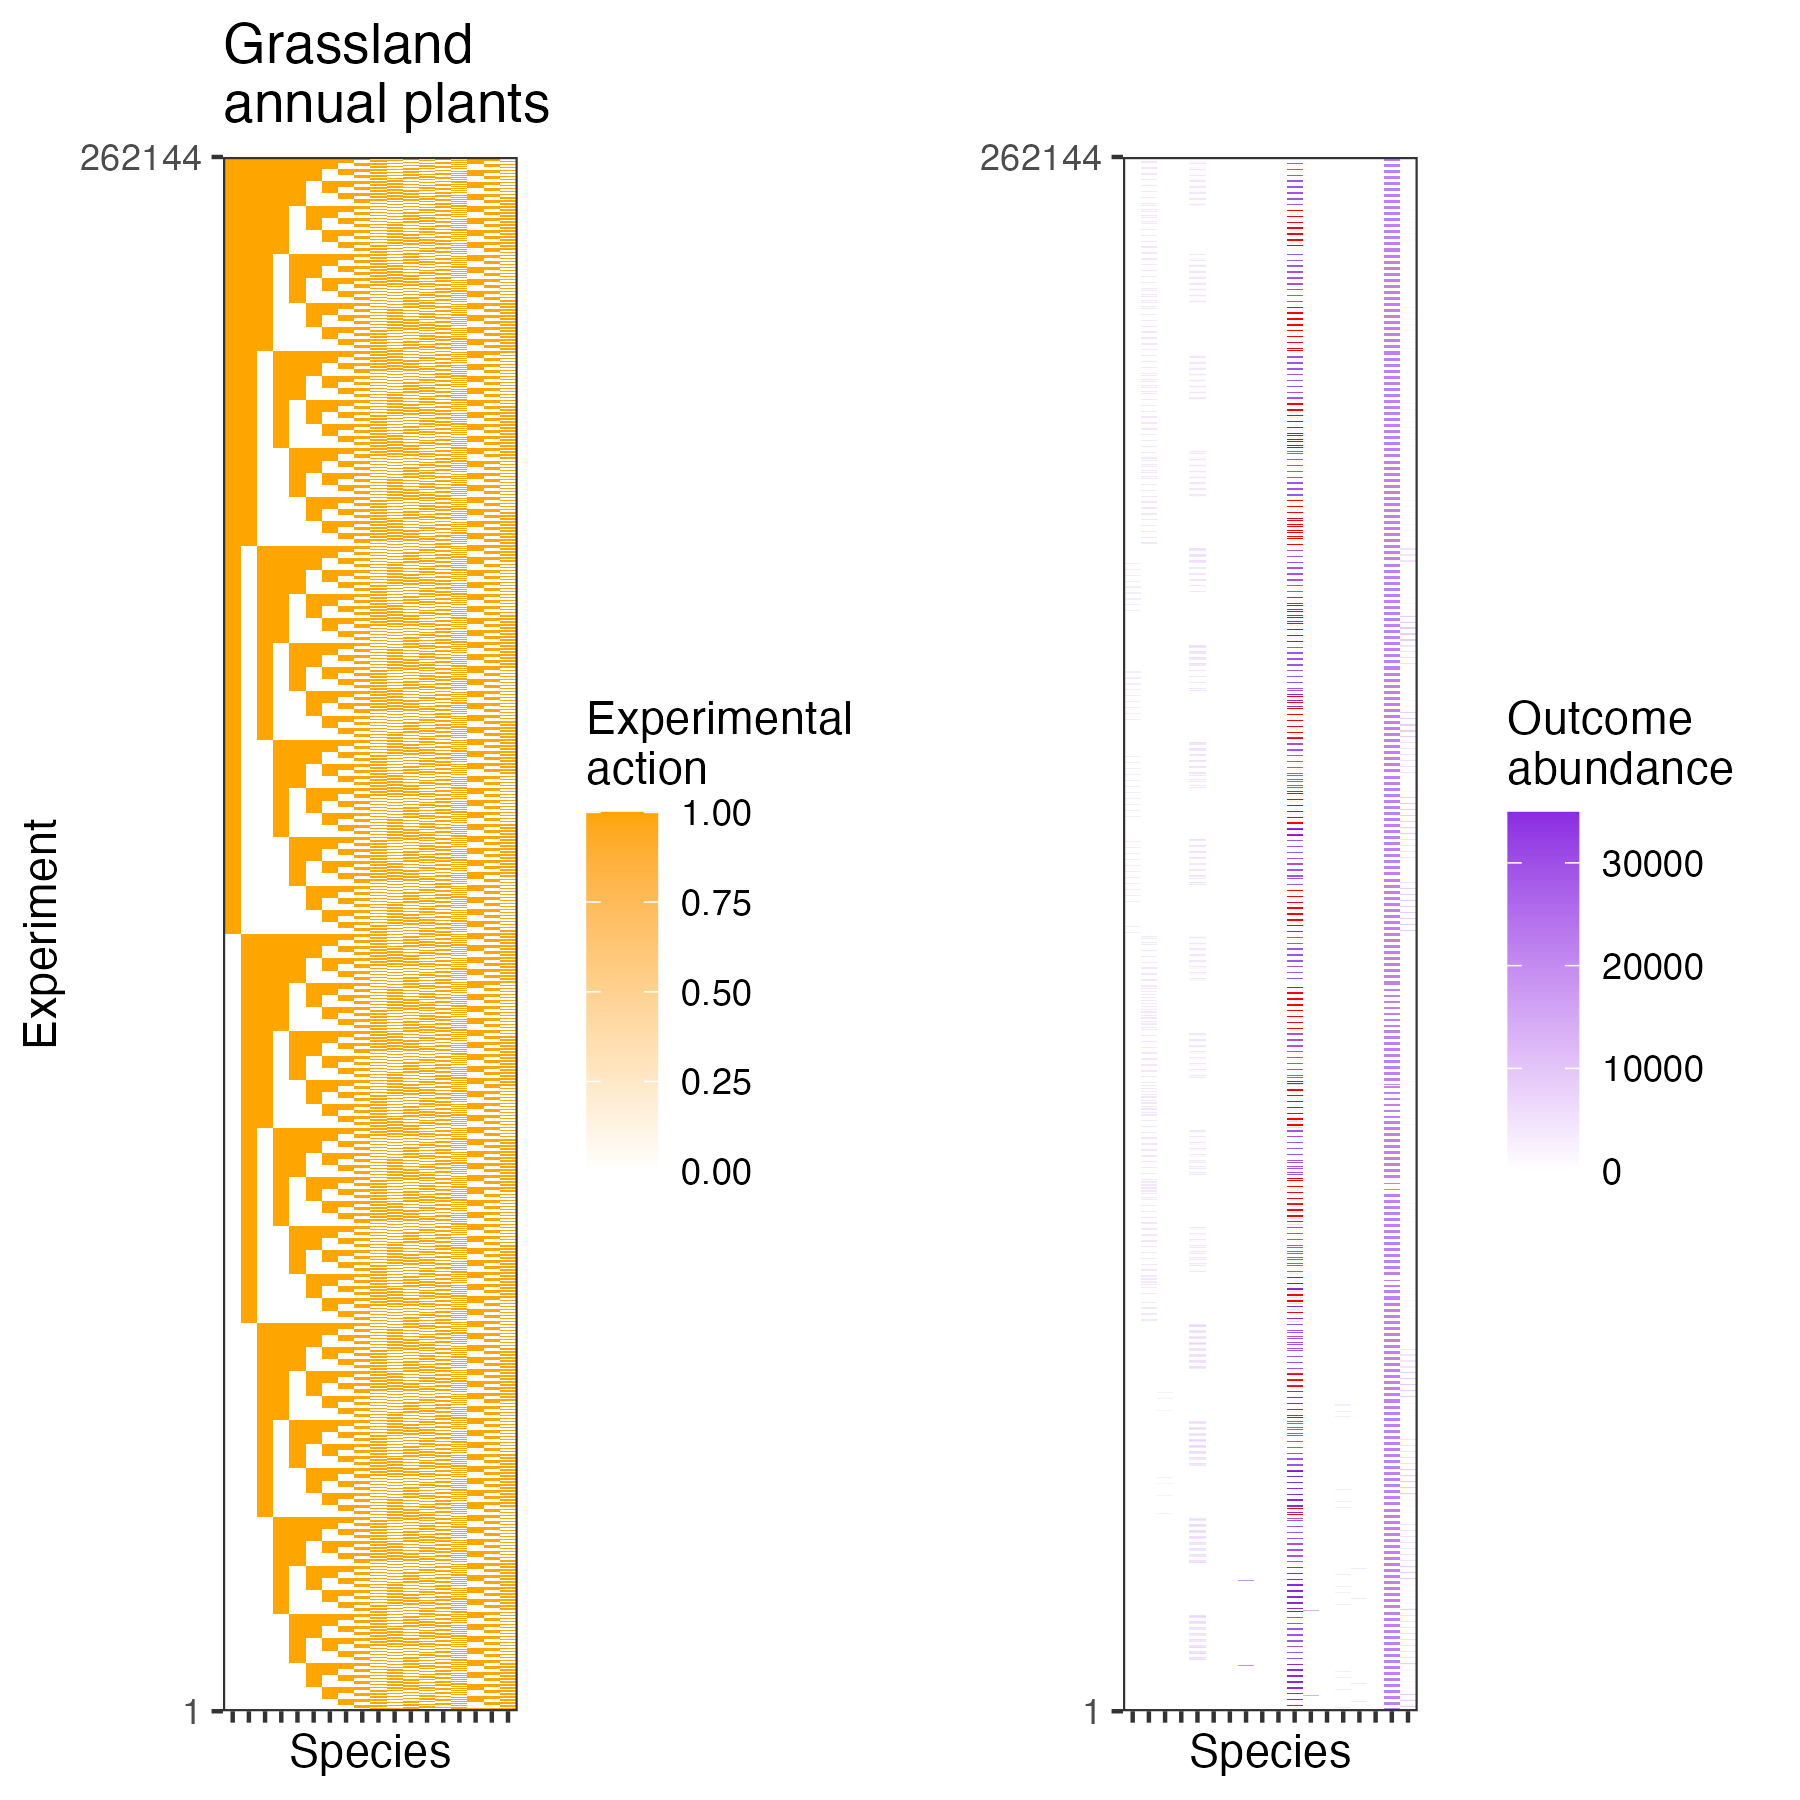 Grassland
annual plants
262144
1
Experiment
Species
Experimental
action
1.00
0.75
0.50
0.25
0.00
262144
1
Species
Outcome
abundance
30000
20000
10000
0